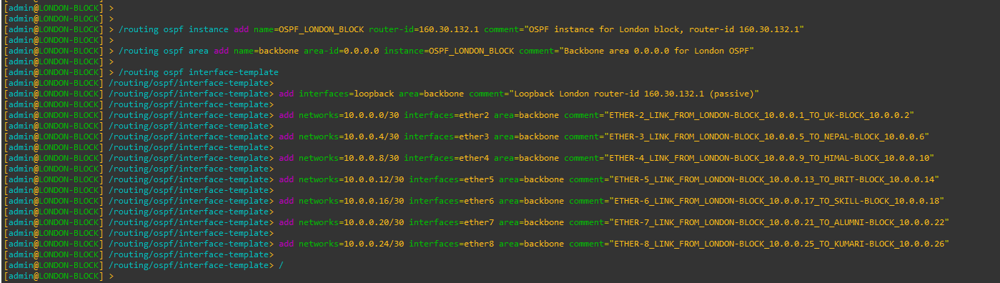 [admin@LONDON-BLOCK] >
[admin@LONDON-BLOCK] >
[admin@LONDON-BLOCK] > /routing ospf instance add name=OSPF_LONDON_BLOCK router-id=160.30.132.1 comment="OSPF instance for London block, router-id 160.30.132.1"
[admin@LONDON-BLOCK] >
[admin@LONDON-BLOCK] > /routing ospf area add name=backbone area-id=0.0.0.0 instance=OSPF_LONDON_BLOCK comment="Backbone area 0.0.0.0 for London OSPF"
[admin@LONDON-BLOCK] >
[admin@LONDON-BLOCK] > /routing ospf interface-template
[admin@LONDON-BLOCK] /routing/ospf/interface-template>
[admin@LONDON-BLOCK] /routing/ospf/interface-template> add interfaces=loopback area=backbone comment="Loopback London router-id 160.30.132.1 (passive)"
[admin@LONDON-BLOCK] /routing/ospf/interface-template>
[admin@LONDON-BLOCK] /routing/ospf/interface-template> add networks=10.0.0.0/30 interfaces=ether2 area=backbone comment="ETHER-2_LINK_FROM_LONDON-BLOCK_10.0.0.1_TO_UK-BLOCK_10.0.0.2"
[admin@LONDON-BLOCK] /routing/ospf/interface-template>
[admin@LONDON-BLOCK] /routing/ospf/interface-template> add networks=10.0.0.4/30 interfaces=ether3 area=backbone comment="ETHER-3_LINK_FROM_LONDON-BLOCK_10.0.0.5_TO_NEPAL-BLOCK_10.0.0.6"
[admin@LONDON-BLOCK] /routing/ospf/interface-template>
[admin@LONDON-BLOCK] /routing/ospf/interface-template> add networks=10.0.0.8/30 interfaces=ether4 area=backbone comment="ETHER-4_LINK_FROM_LONDON-BLOCK_10.0.0.9_TO_HIMAL-BLOCK_10.0.0.10
[admin@LONDON-BLOCK] /routing/ospf/interface-template>
[admin@LONDON-BLOCK] /routing/ospf/interface-template> add networks=10.0.0.12/30 interfaces=ether5 area=backbone comment="ETHER-5_LINK_FROM_LONDON-BLOCK_10.0.0.13_TO_BRIT-BLOCK_10.0.0.14"
[admin@LONDON-BLOCK] /routing/ospf/interface-template>
[admin@LONDON-BLOCK] /routing/ospf/interface-template> add networks=10.0.0.16/30 interfaces=ether6 area=backbone comment="ETHER-6_LINK_FROM_LONDON-BLOCK_10.0.0.17_TO_SKILL-BLOCK_10.0.0.18"
[admin@LONDON-BLOCK] /routing/ospf/interface-template>
[admin@LONDON-BLOCK] /routing/ospf/interface-template> add networks=10.0.0.20/30 interfaces=ether7 area=backbone comment="ETHER-7_LINK_FROM_LONDON-BLOCK_10.0.0.21_TO_ALUMNI-BLOCK_10.0.0.22"
[admin@LONDON-BLOCK] /routing/ospf/interface-template>
[admin@LONDON-BLOCK] /routing/ospf/interface-template> add networks=10.0.0.24/30 interfaces=ether8 area=backbone comment="ETHER-8_LINK_FROM_LONDON-BLOCK_10.0.0.25_TO_KUMARI-BLOCK_10.0.0.26"
[admin@LONDON-BLOCK] /routing/ospf/interface-template>
[admin@LONDON-BLOCK] /routing/ospf/interface-template> /
[admin@LONDON-BLOCK] >